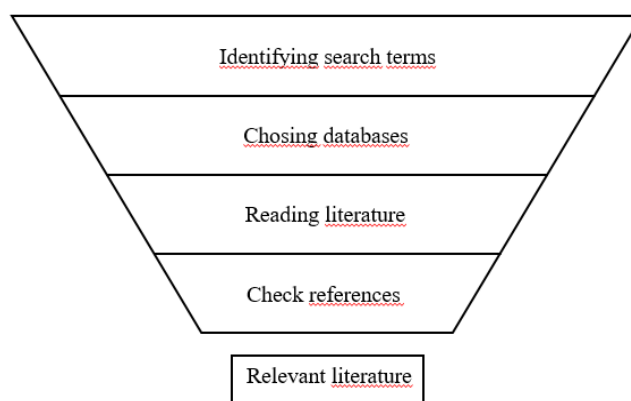 Identifying search terms
Chosing databases
Reading literature
Check references
Relevant literature